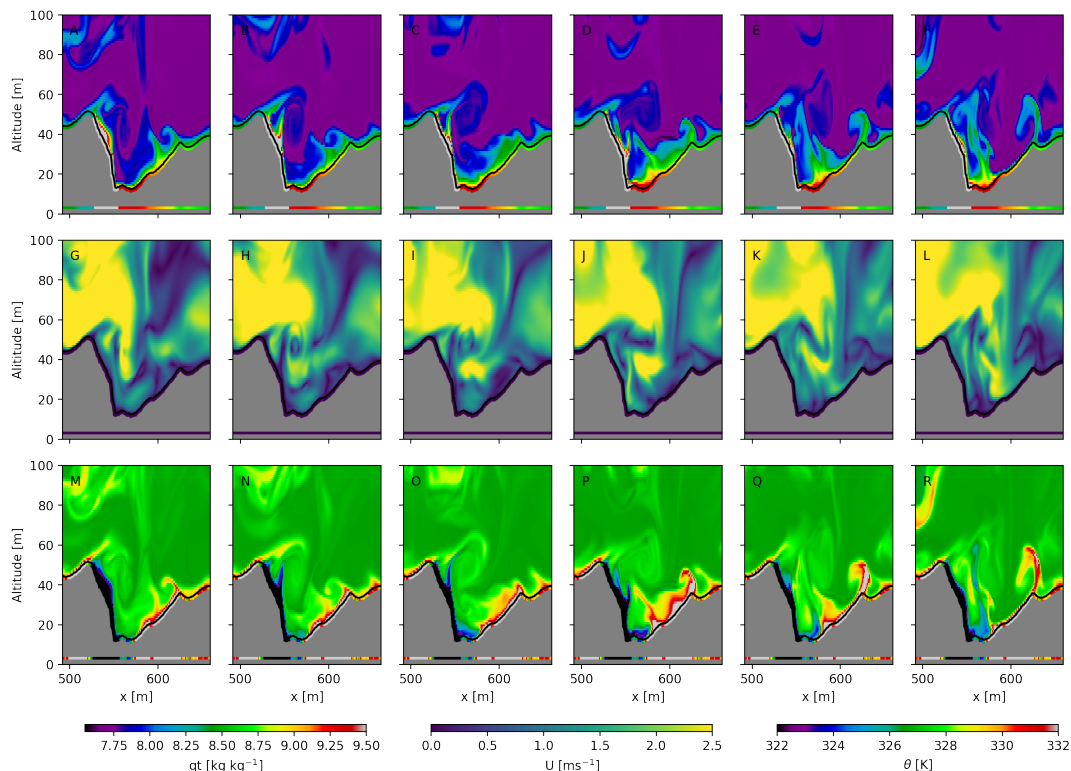 A B C D E F
100
80
60
40
20
0
Altitude [m]
G H I J K L
100
80
60
40
20
0
Altitude [m]
M N O P Q R
100
80
60
40
20
0
Altitude [m]
500 600 600 600 600 600 600
500 500 500 500 500
x [m] x [m] x [m] x [m] x [m] x [m]
7.75 8.00 8.25 8.50 8.75 9.00 9.25 9.50
qt [kg kg⁻¹]
0.0 0.5 1.0 1.5 2.0 2.5
U [ms⁻¹]
322 324 326 328 330 332
θ [K]